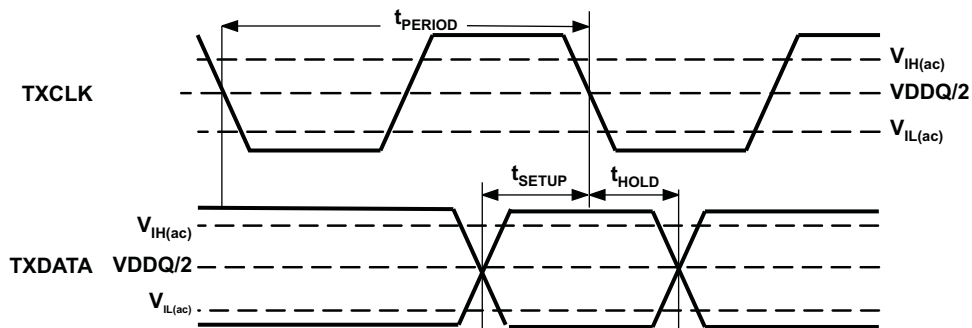 tPERIOD
VIH(ac)
TXCLK
VDDQ/2
VIL(ac)
tSETUP
tHOLD
VIH(ac)
TXDATA
VDDQ/2
VIL(ac)